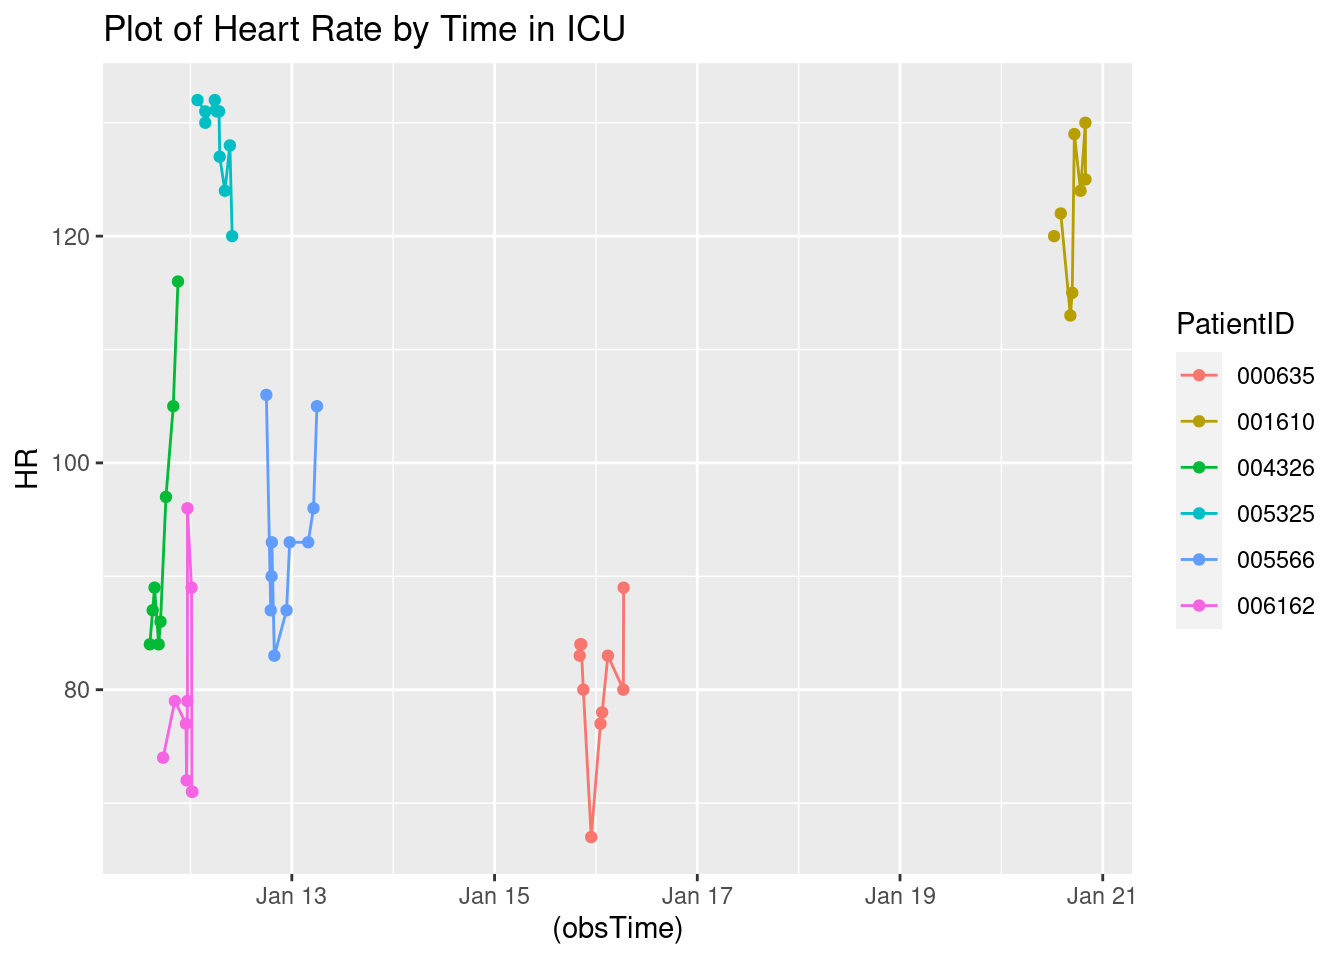 Plot of Heart Rate by Time in ICU
120
100
80
HR
Jan 13
Jan 15
Jan 17
Jan 19
Jan 21
(obsTime)
PatientID
000635
001610
004326
005325
005566
006162